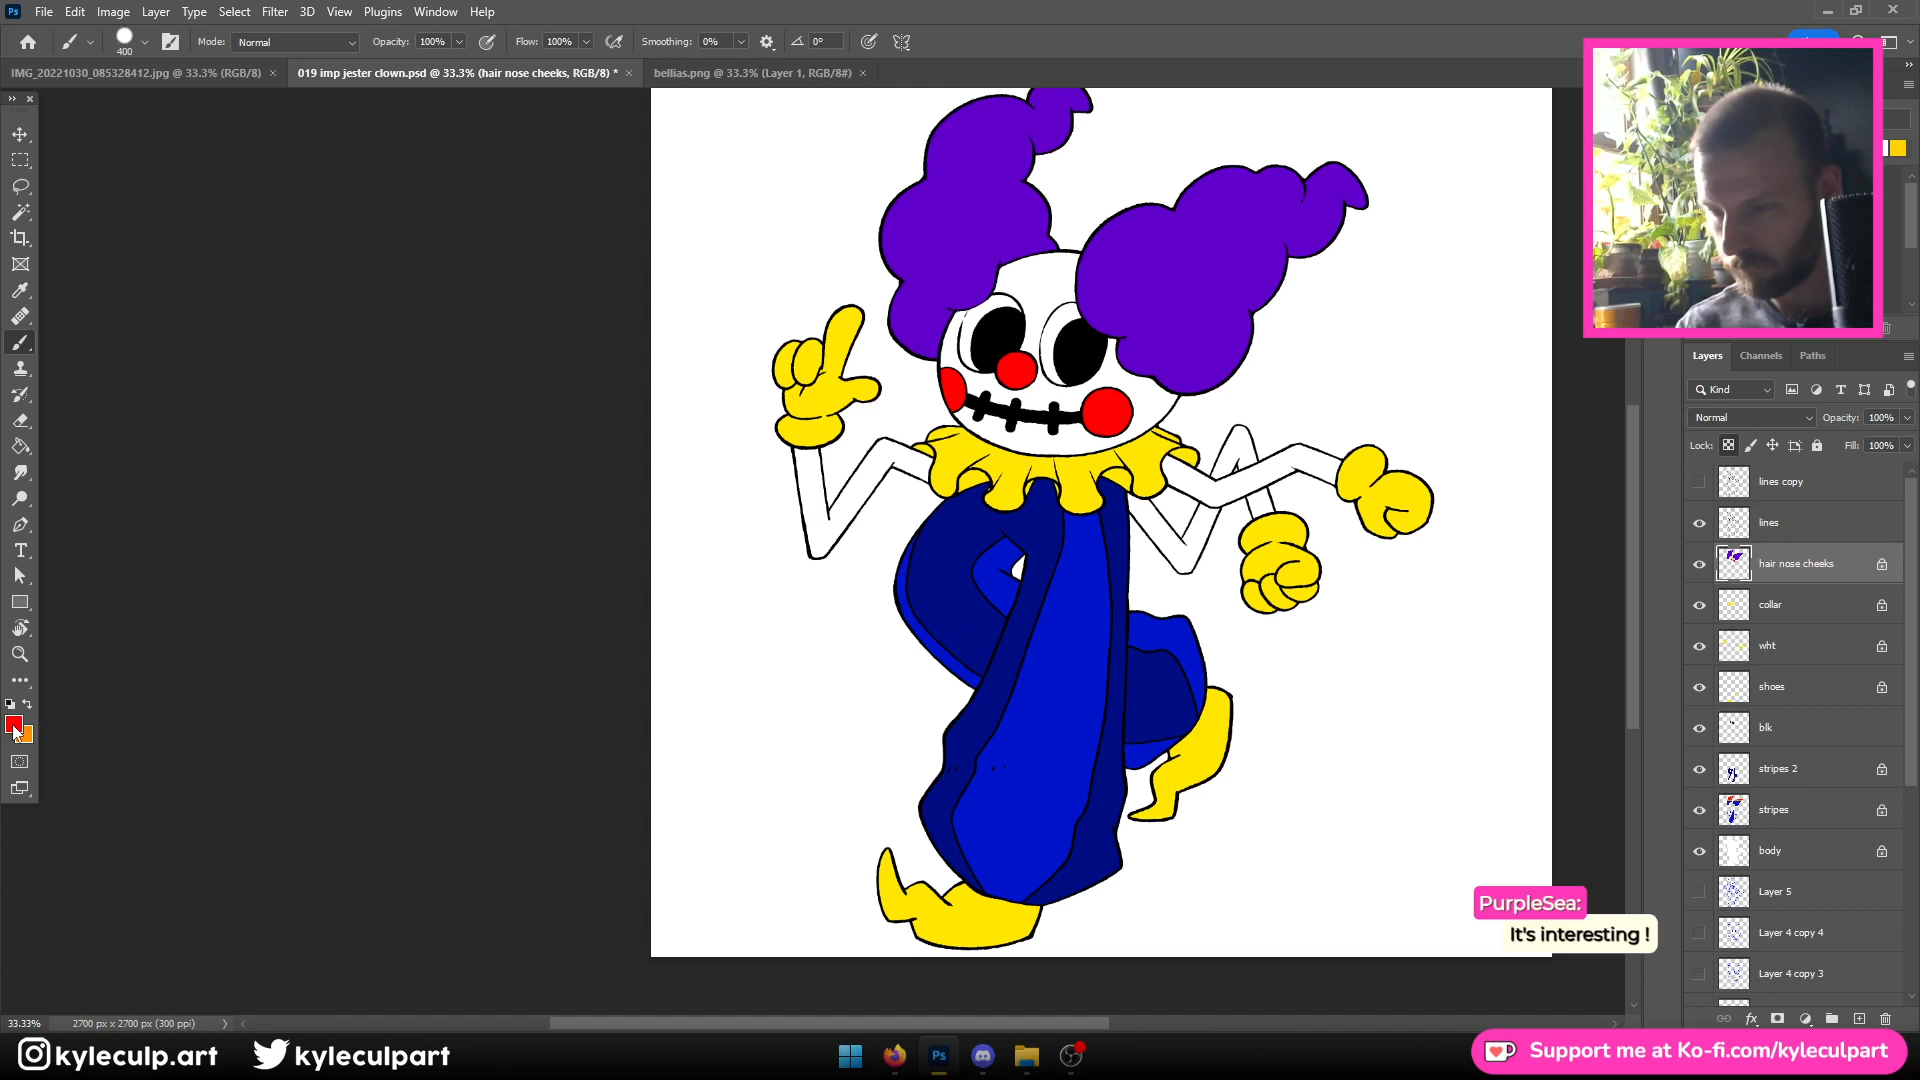 Ps File Edit Image Layer Type Select Filter 3D View Plugins Window Help
400 Mode: Normal Opacity: 100% Flow: 100% Smoothing: 0% 0°
IMG_20221030_085328412.jpg @ 33.3% (RGB/8) × 019 imp jester clown.psd @ 33.3% (hair nose cheeks, RGB/8) * × bellias.png @ 33.3% (Layer 1, RGB/8#) ×
Layers Channels Paths
Kind
Normal Opacity: 100%
Lock: Fill: 100%
lines copy
lines
hair nose cheeks
collar
wht
shoes
blk
stripes 2
stripes
body
Layer 5
Layer 4 copy 4
Layer 4 copy 3
PurpleSea:
It's interesting !
33.33% 2700 px x 2700 px (300 ppi)
kyleculp.art kyleculpart
Ps
Support me at Ko-fi.com/kyleculpart